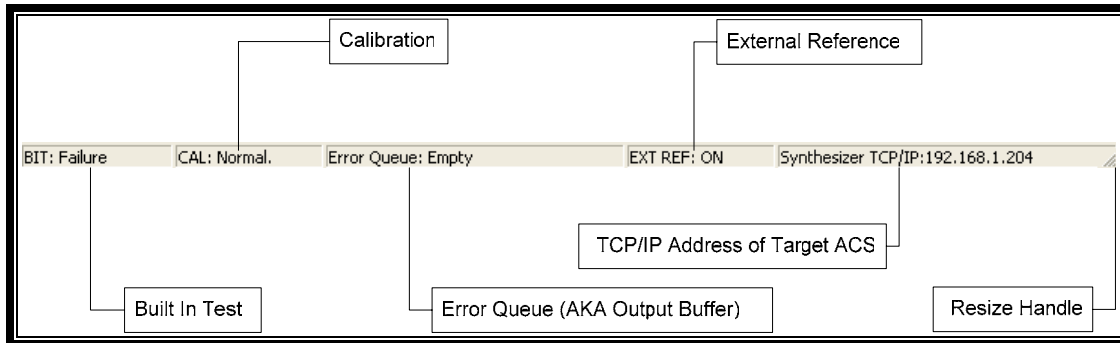 Calibration
External Reference
BIT: Failure
CAL: Normal.
Error Queue: Empty
EXT REF: ON
Synthesizer TCP/IP:192.168.1.204
TCP/IP Address of Target ACS
Built In Test
Error Queue (AKA Output Buffer)
Resize Handle